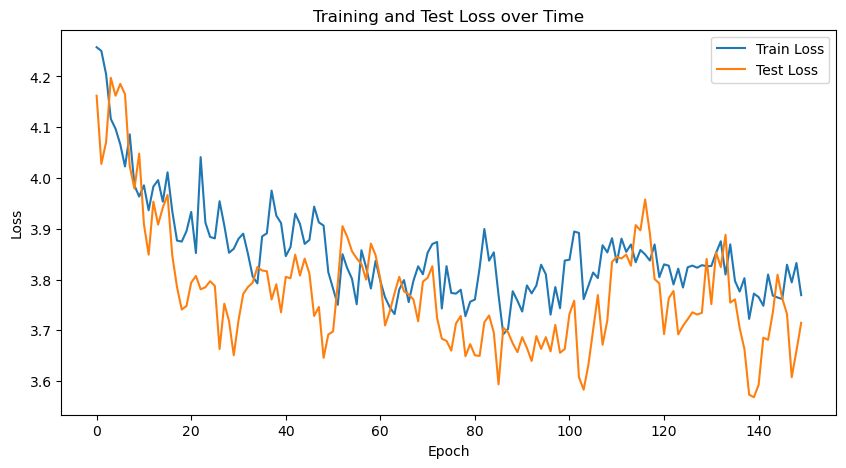 Training and Test Loss over Time
Train Loss
Test Loss
4.2
4.1
4.0
3.9
3.8
3.7
3.6
Loss
0 20 40 60 80 100 120 140
Epoch